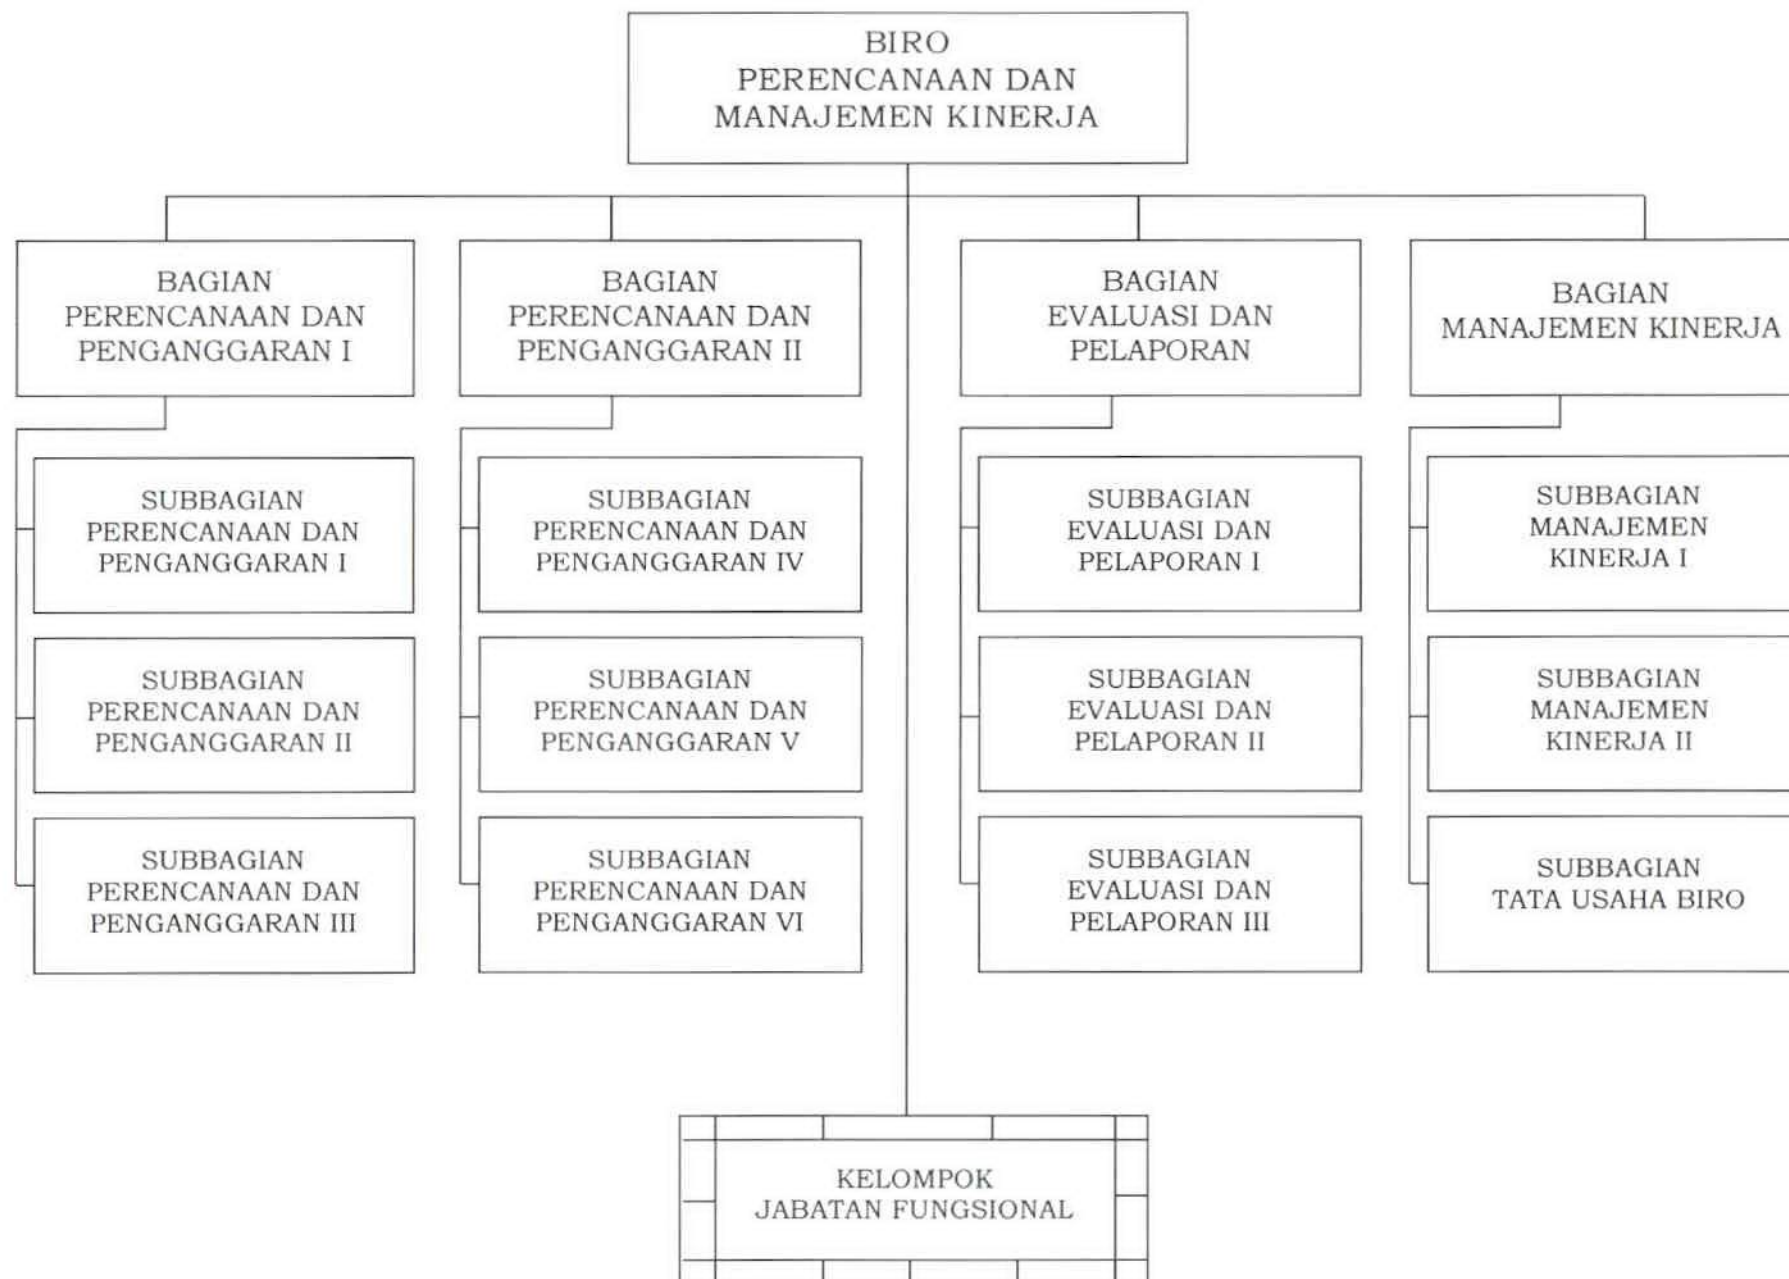 BIRO
PERENCANAAN DAN
MANAJEMEN KINERJA
BAGIAN
PERENCANAAN DAN
PENGANGGARAN I
BAGIAN
PERENCANAAN DAN
PENGANGGARAN II
BAGIAN
EVALUASI DAN
PELAPORAN
BAGIAN
MANAJEMEN KINERJA
SUBBAGIAN
PERENCANAAN DAN
PENGANGGARAN I
SUBBAGIAN
PERENCANAAN DAN
PENGANGGARAN IV
SUBBAGIAN
EVALUASI DAN
PELAPORAN I
SUBBAGIAN
MANAJEMEN
KINERJA I
SUBBAGIAN
PERENCANAAN DAN
PENGANGGARAN II
SUBBAGIAN
PERENCANAAN DAN
PENGANGGARAN V
SUBBAGIAN
EVALUASI DAN
PELAPORAN II
SUBBAGIAN
MANAJEMEN
KINERJA II
SUBBAGIAN
PERENCANAAN DAN
PENGANGGARAN III
SUBBAGIAN
PERENCANAAN DAN
PENGANGGARAN VI
SUBBAGIAN
EVALUASI DAN
PELAPORAN III
SUBBAGIAN
TATA USAHA BIRO
KELOMPOK
JABATAN FUNGSIONAL